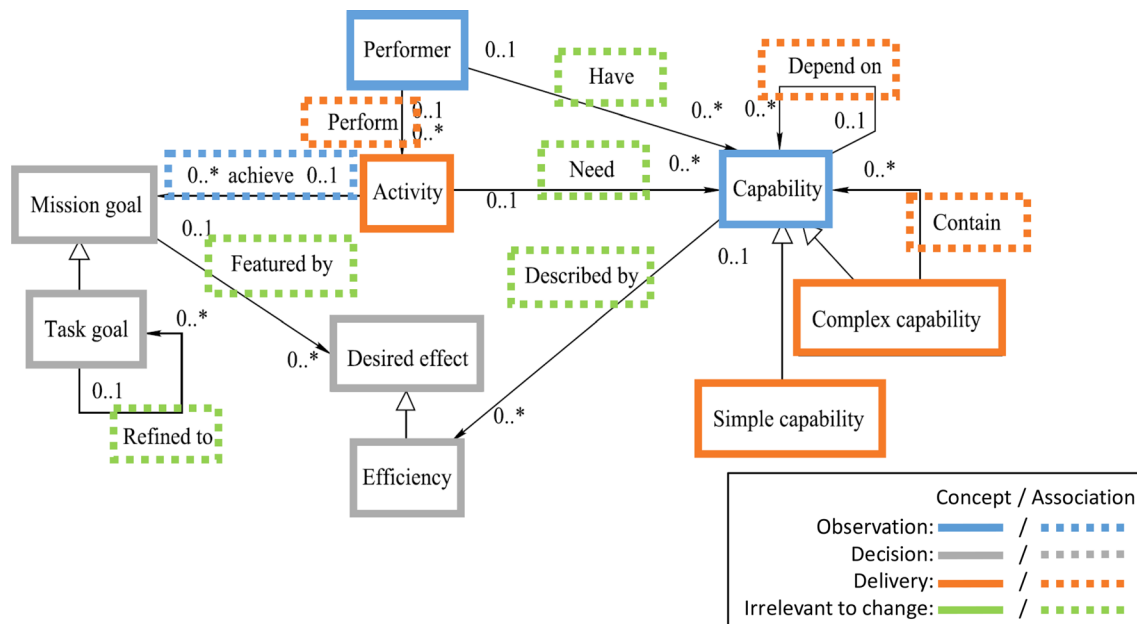 Performer
0..1
Have
Depend on
0..*
0..*
0..1
Perform
0..1
0..*
0..* achieve 0..1
Activity
0..1
Need
0..*
Capability
0..*
Contain
Mission goal
0..1
Featured by
Described by
0..1
Task goal
0..*
0..1
Refined to
0..*
Desired effect
Complex capability
0..*
Simple capability
Efficiency
Concept / Association
Observation: /
Decision: /
Delivery: /
Irrelevant to change: /